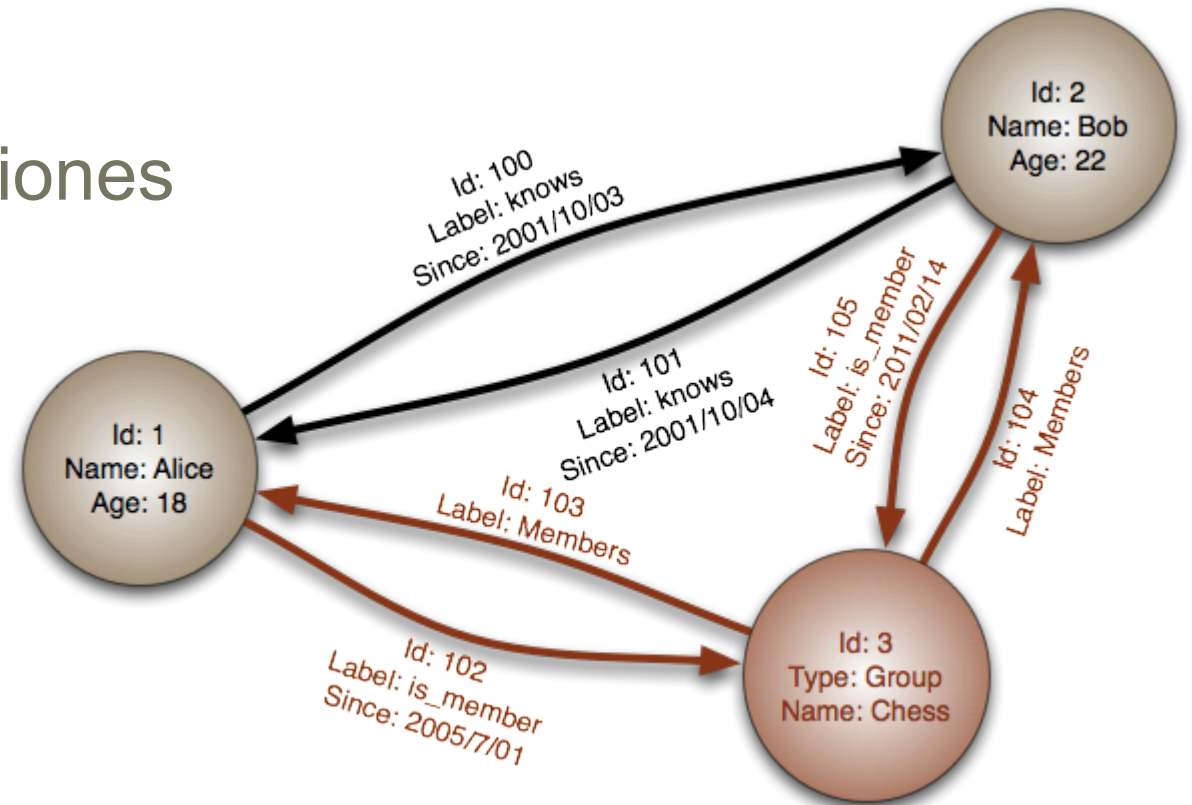 iones
Id: 2
Name: Bob
Age: 22
Id: 100
Label: knows
Since: 2001/10/03
Id: 101
Label: knows
Since: 2001/10/04
Id: 105
Label: is_member
Since: 2011/02/14
Id: 104
Label: Members
Id: 1
Name: Alice
Age: 18
Id: 103
Label: Members
Id: 102
Label: is_member
Since: 2005/7/01
Id: 3
Type: Group
Name: Chess